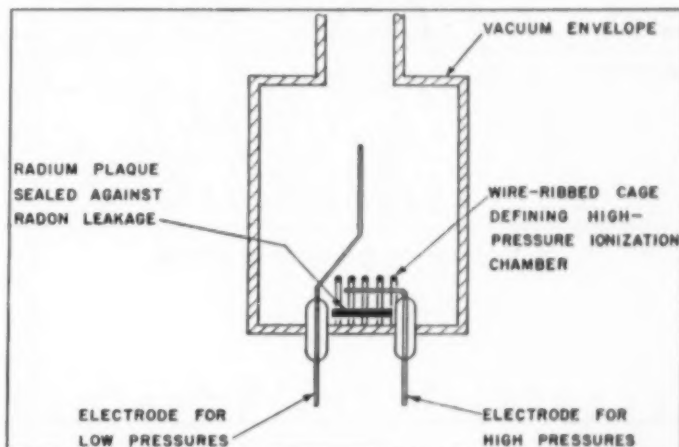 VACUUM ENVELOPE
RADIUM PLAQUE
SEALED AGAINST
RADON LEAKAGE
WIRE-RIBBED CAGE
DEFINING HIGH-
PRESSURE IONIZATION
CHAMBER
ELECTRODE FOR
LOW PRESSURES
ELECTRODE FOR
HIGH PRESSURES